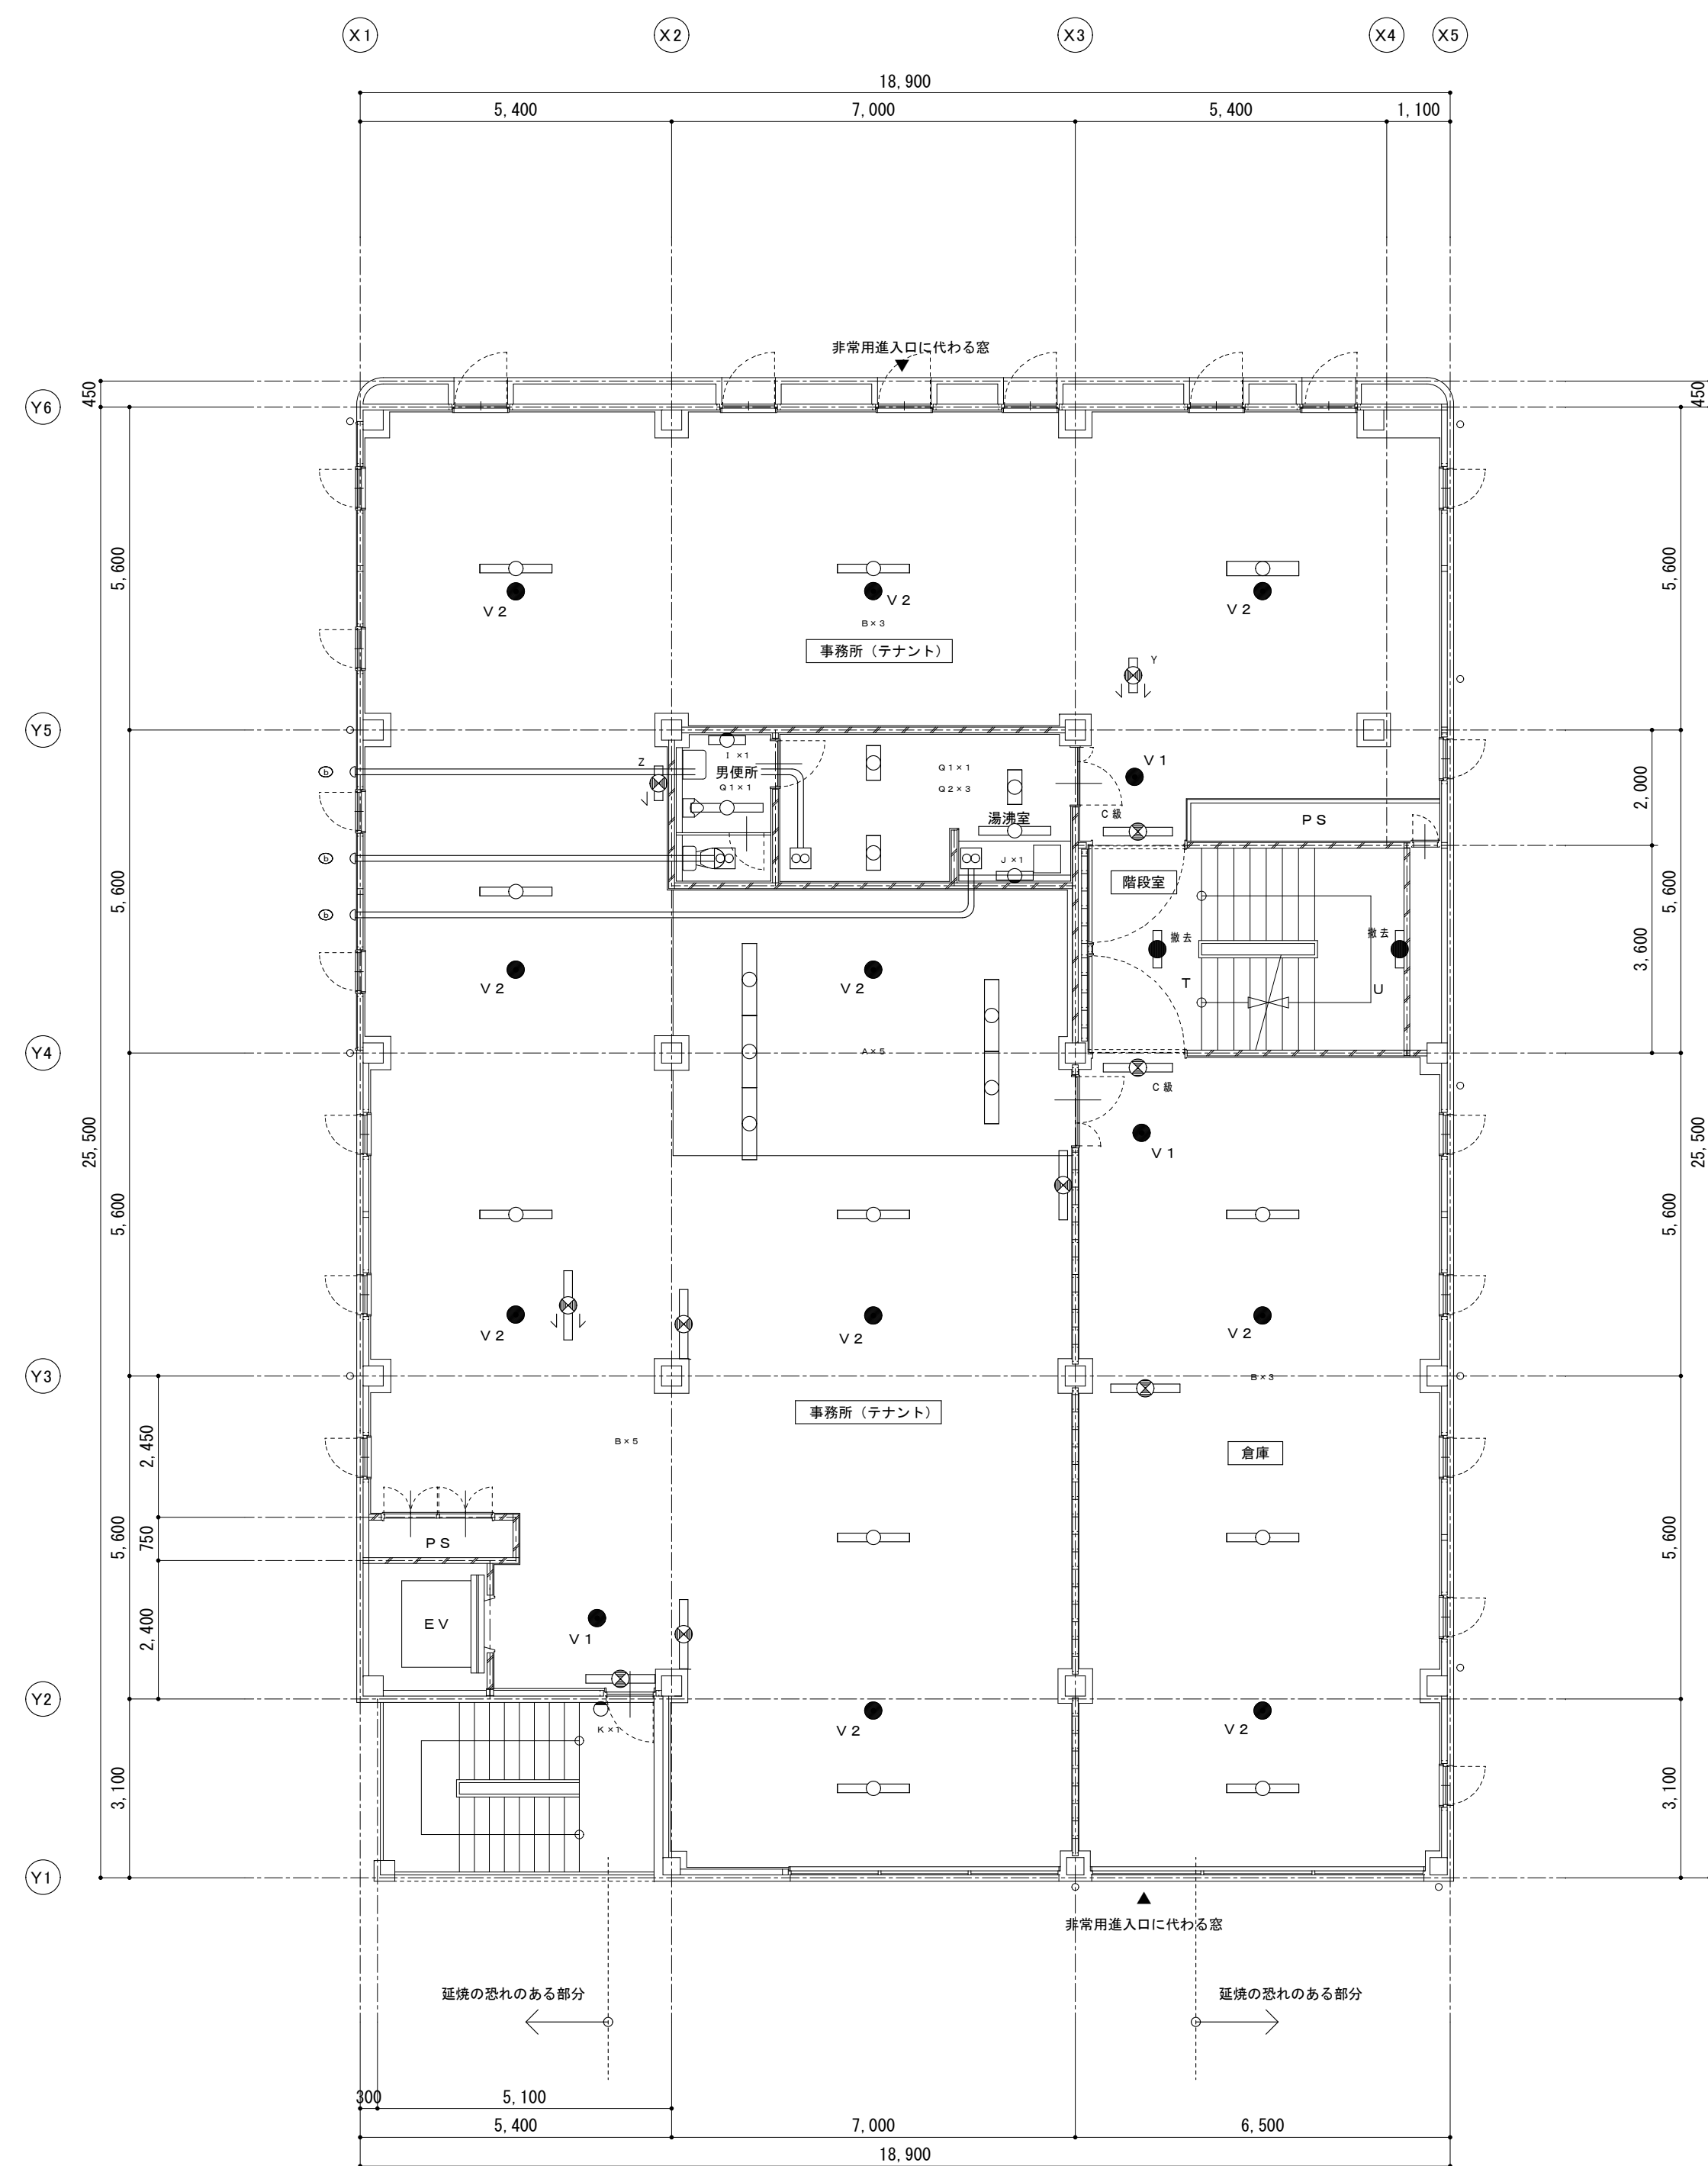 X1
X2
X3
X4
X5
18,900
5,400
7,000
5,400
1,100
非常用進入口に代わる窓
450
450
Y6
5,600
5,600
V2
V2
V2
B×3
事務所（テナント）
Y
Y5
Z
I×1
男便所
Q1×1
Q1×1
Q2×3
V1
C級
湯沸室
J×1
PS
2,000
b
b
b
階段室
撤去
撤去
5,600
5,600
3,600
T
U
V2
V2
A×5
Y4
C級
V1
25,500
25,500
5,600
5,600
V2
V2
V2
Y3
B×3
事務所（テナント）
B×5
倉庫
2,450
5,600
750
5,600
PS
EV
2,400
V1
Y2
K×1
V2
V2
3,100
3,100
Y1
非常用進入口に代わる窓
延焼の恐れのある部分
延焼の恐れのある部分
300
5,100
5,400
7,000
6,500
18,900